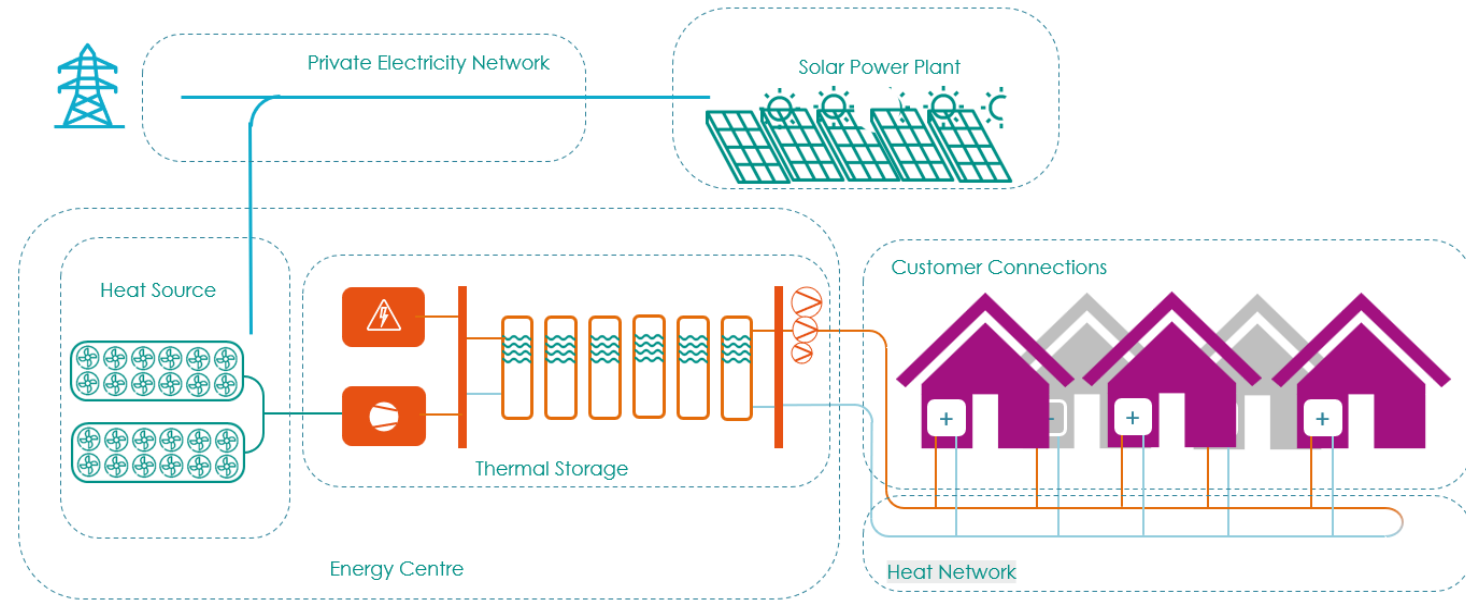 Private Electricity Network
Solar Power Plant
Heat Source
Customer Connections
Thermal Storage
Energy Centre
Heat Network